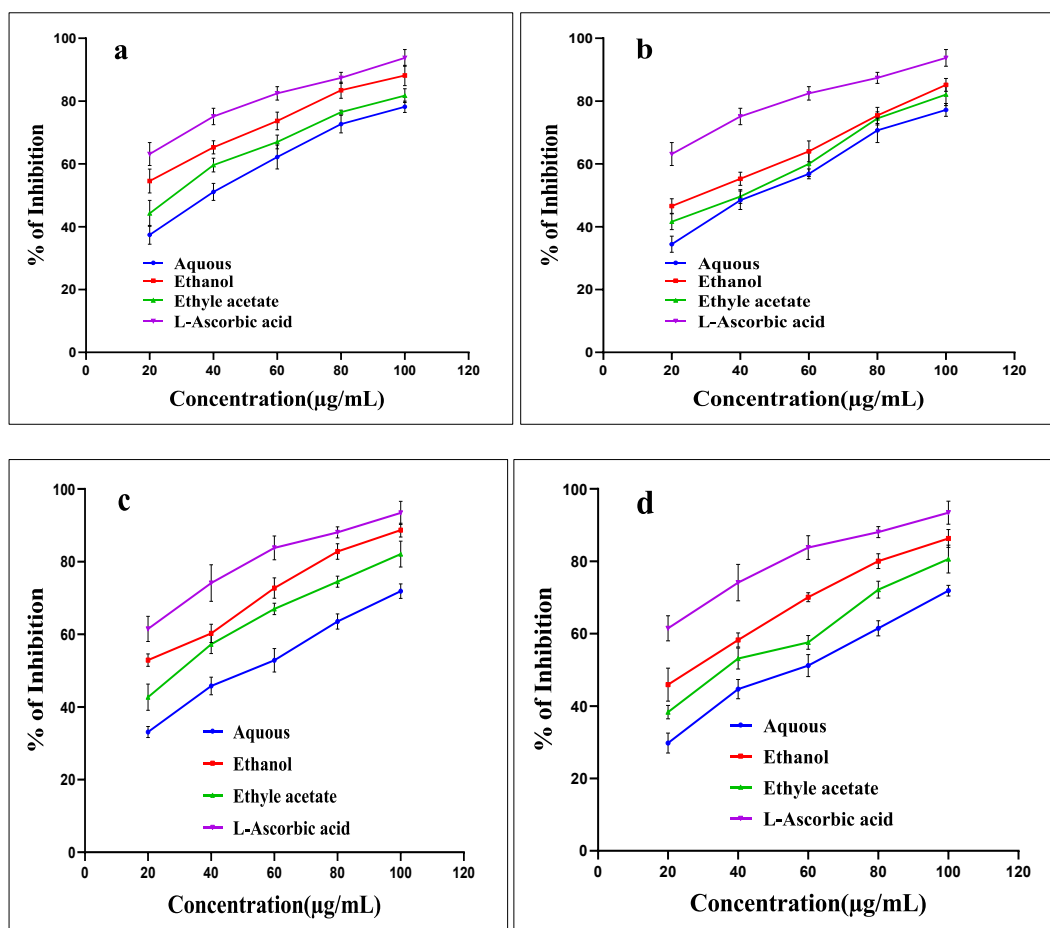 a
% of Inhibition
100
80
60
40
20
0
Aquous
Ethanol
Ethyle acetate
L-Ascorbic acid
0 20 40 60 80 100 120
Concentration(µg/mL)
b
% of Inhibition
100
80
60
40
20
0
Aquous
Ethanol
Ethyle acetate
L-Ascorbic acid
0 20 40 60 80 100 120
Concentration(µg/mL)
c
% of Inhibition
100
80
60
40
20
0
Aquous
Ethanol
Ethyle acetate
L-Ascorbic acid
0 20 40 60 80 100 120
Concentration(µg/mL)
d
% of Inhibition
100
80
60
40
20
0
Aquous
Ethanol
Ethyle acetate
L-Ascorbic acid
0 20 40 60 80 100 120
Concentration(µg/mL)